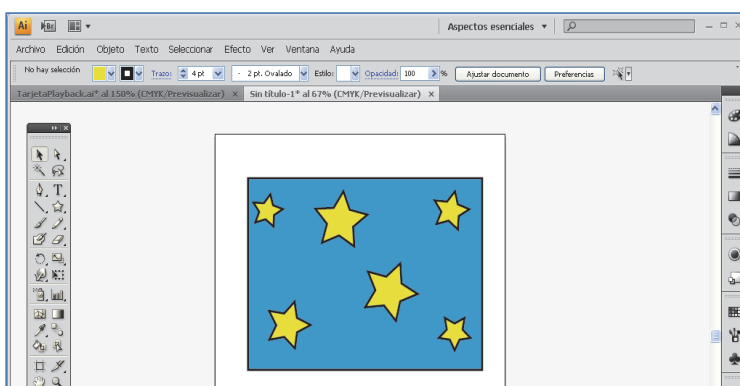 Ai Br Aspectos esenciales
Archivo Edición Objeto Texto Seleccionar Efecto Ver Ventana Ayuda
No hay selección Trazo: 4 pt - 2 pt. Ovalado Estilo: Opacidad: 100 % Ajustar documento Preferencias
TarjetaPlayback.ai* al 150% (CMYK/Previsualizar) × Sin título-1* al 67% (CMYK/Previsualizar) ×
T